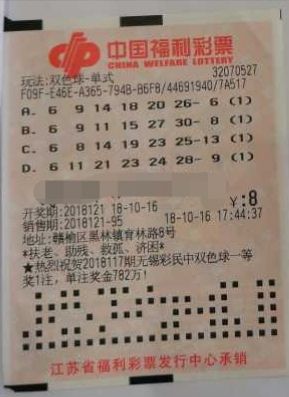 中国福利彩票
CHINA WELFARE LOTTERY
玩法:双色球-单式
32070527
F09F-E46E-A365-794B-B6F8/44691940/7A517
A. 6 9 14 18 20 26- 6 (1)
B. 6 9 11 15 27 30- 8 (1)
C. 6 8 14 19 23 25-13 (1)
D. 6 11 21 23 24 28- 9 (1)
开奖期:2018121 18-10-16 ¥:8
销售期:2018121-95 18-10-16 17:44:37
地址:赣榆区黑林镇育林路8号
*扶老、助残、救孤、济困*
★热烈祝贺2018117期无锡彩民中双色球一等
奖1注,单注奖金782万!
江苏省福利彩票发行中心承销